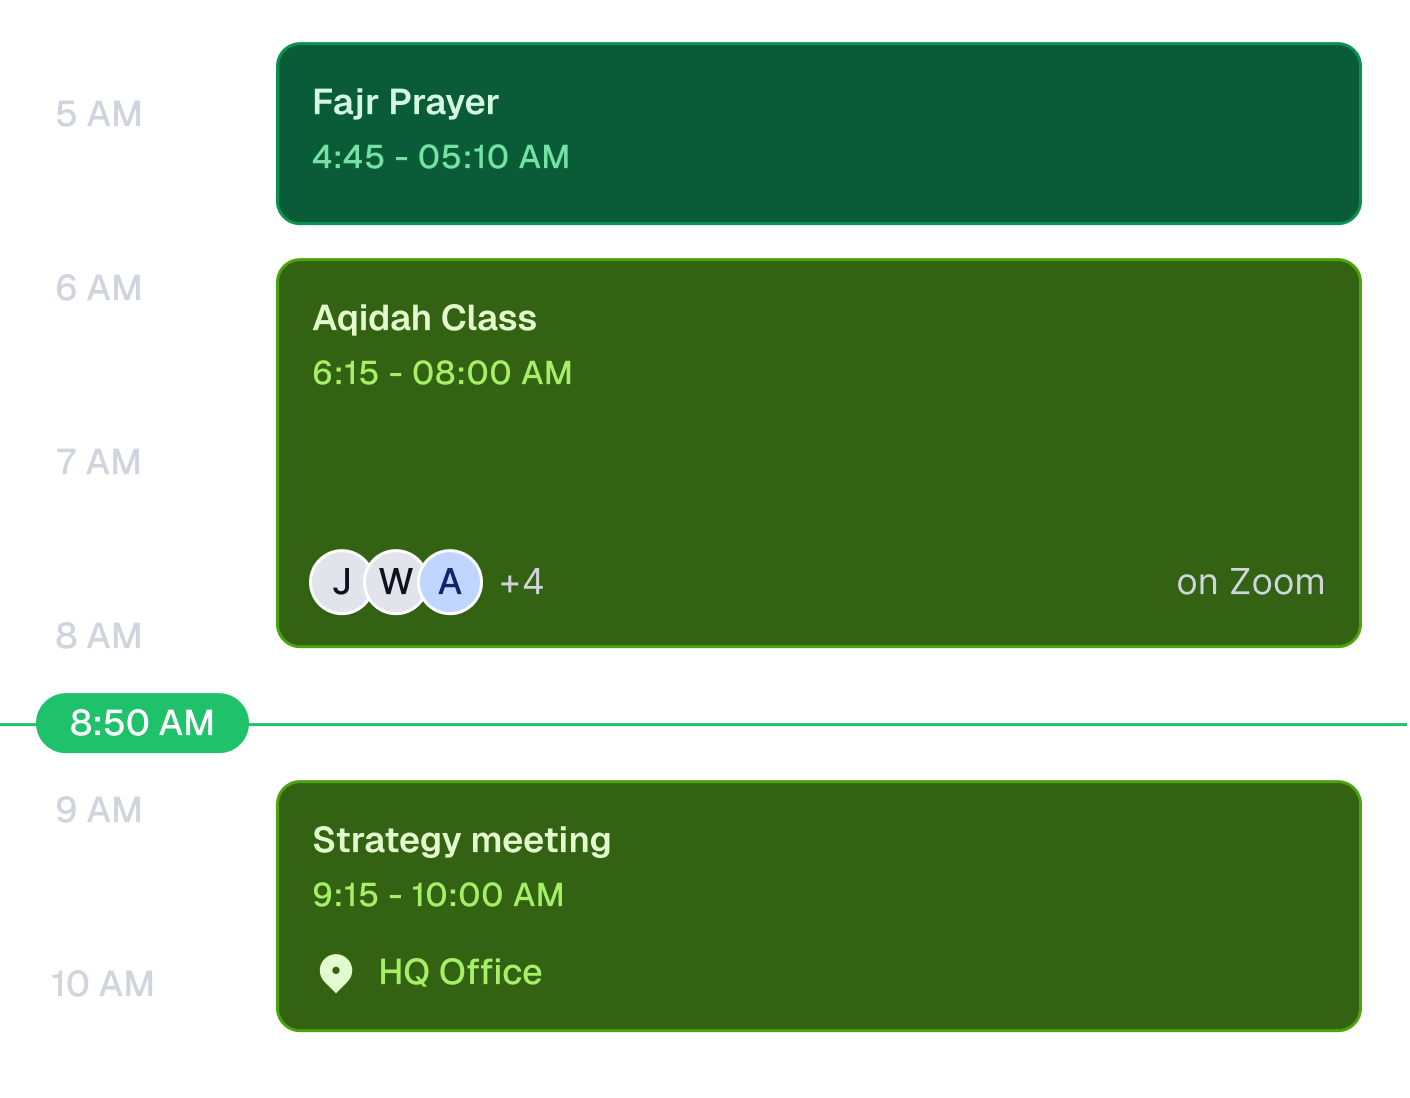 5 AM
Fajr Prayer
4:45 - 05:10 AM
6 AM
Aqidah Class
6:15 - 08:00 AM
7 AM
J W A +4
on Zoom
8 AM
8:50 AM
9 AM
Strategy meeting
9:15 - 10:00 AM
HQ Office
10 AM